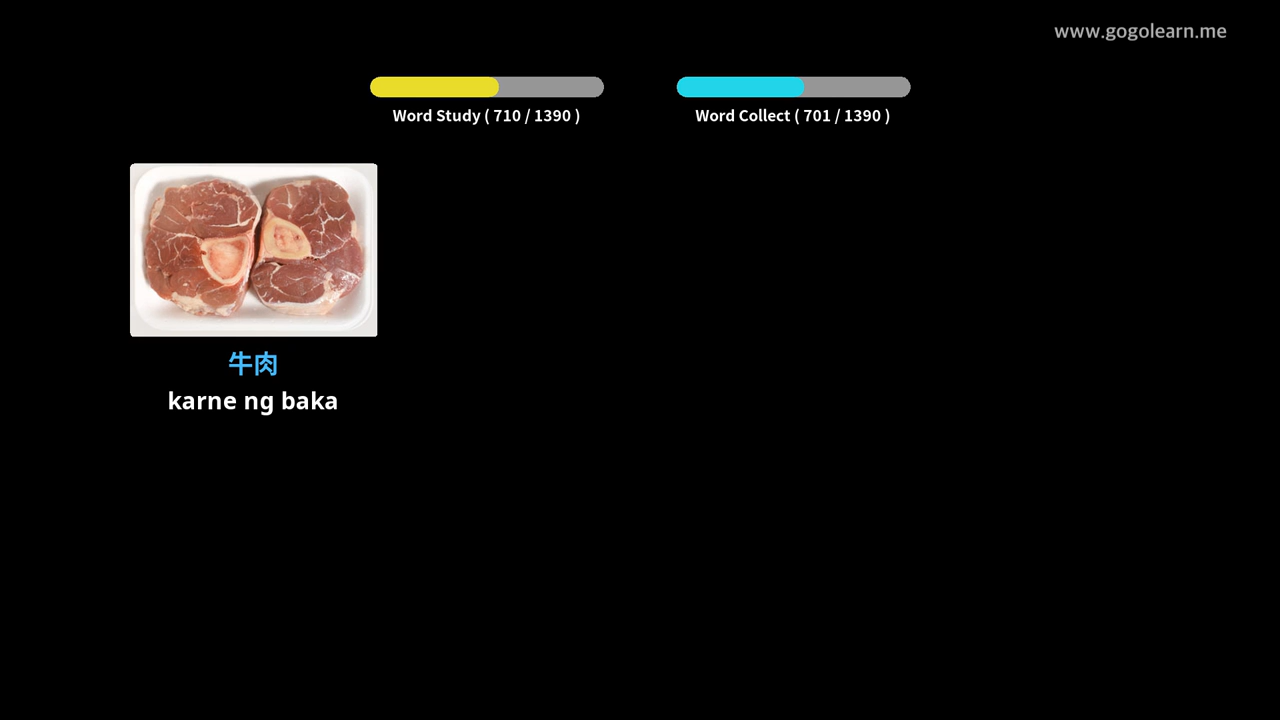 www.gogolearn.me
Word Study ( 710 / 1390 )
Word Collect ( 701 / 1390 )
牛肉
karne ng baka